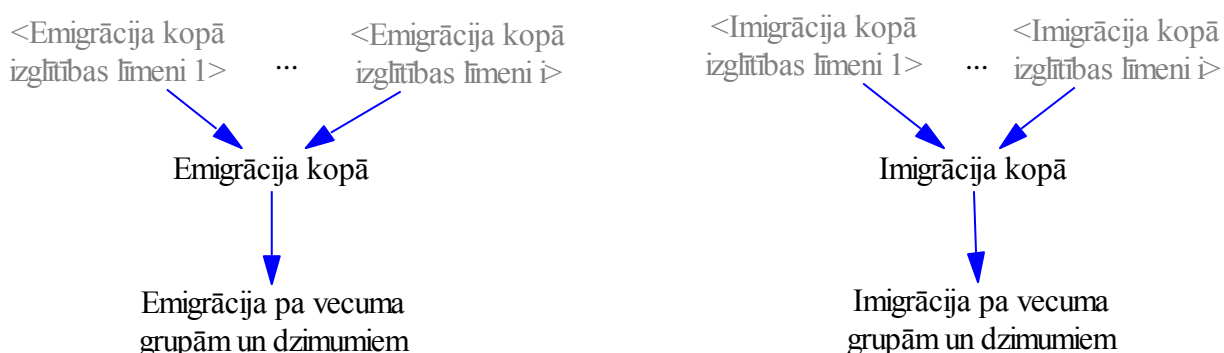 <Emigrācija kopā
izglītības līmeni 1>
...
<Emigrācija kopā
izglītības līmeni i>
Emigrācija kopā
Emigrācija pa vecuma
grupām un dzimumiem
<Imigrācija kopā
izglītības līmeni 1>
...
<Imigrācija kopā
izglītības līmeni i>
Imigrācija kopā
Imigrācija pa vecuma
grupām un dzimumiem